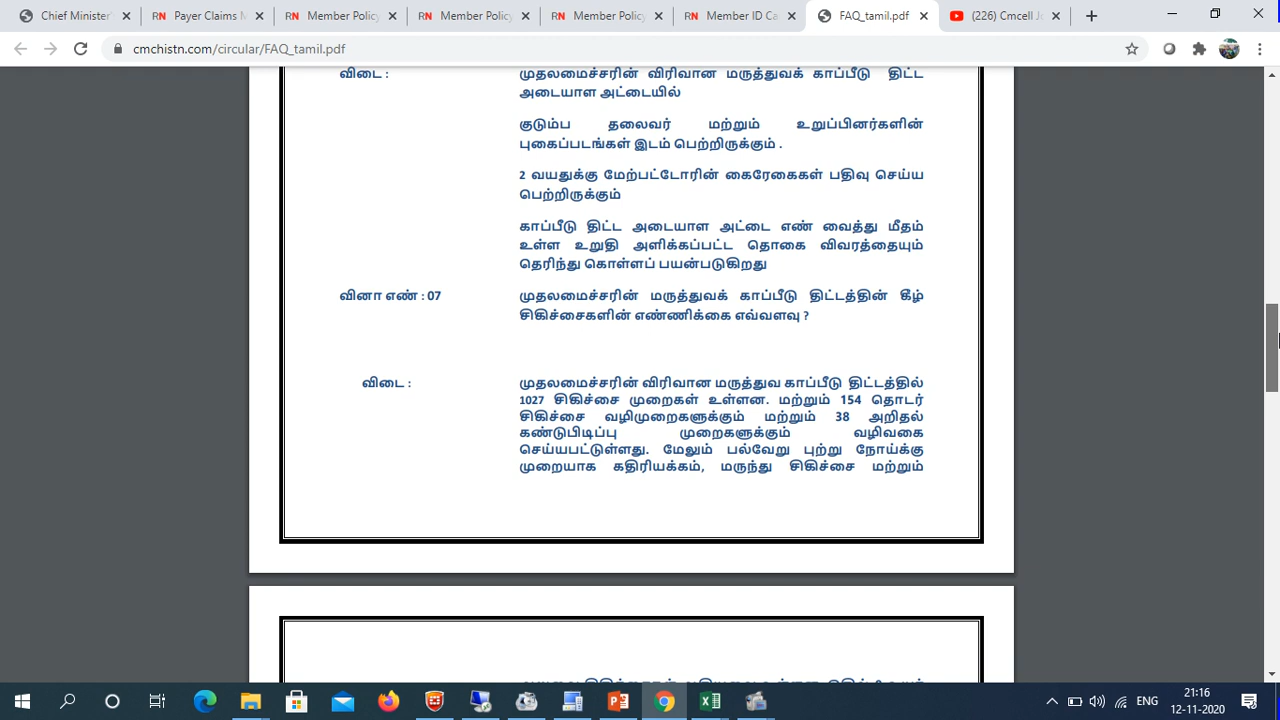 Chief Minister'
Payer Claims M
Member Policy
Member Policy
Member Policy
Member ID Ca
FAQ_tamil.pdf
(226) Cmcell Jo
cmchistn.com/circular/FAQ_tamil.pdf
விடை : முதலமைச்சரின் விரிவான மருத்துவக் காப்பீடு திட்ட
அடையாள அட்டையில்
குடும்ப தலைவர் மற்றும் உறுப்பினர்களின்
புகைப்படங்கள் இடம் பெற்றிருக்கும் .
2 வயதுக்கு மேற்பட்டோரின் கைரேகைகள் பதிவு செய்ய
பெற்றிருக்கும்
காப்பீடு திட்ட அடையாள அட்டை எண் வைத்து மீதம்
உள்ள உறுதி அளிக்கப்பட்ட தொகை விவரத்தையும்
தெரிந்து கொள்ளப் பயன்படுகிறது
வினா எண் : 07 முதலமைச்சரின் மருத்துவக் காப்பீடு திட்டத்தின் கீழ்
சிகிச்சைகளின் எண்ணிக்கை எவ்வளவு ?
விடை : முதலமைச்சரின் விரிவான மருத்துவ காப்பீடு திட்டத்தில்
1027 சிகிச்சை முறைகள் உள்ளன. மற்றும் 154 தொடர்
சிகிச்சை வழிமுறைகளுக்கும் மற்றும் 38 அறிதல்
கண்டுபிடிப்பு முறைகளுக்கும் வழிவகை
செய்யபட்டுள்ளது. மேலும் பல்வேறு புற்று நோய்க்கு
முறையாக கதிரியக்கம், மருந்து சிகிச்சை மற்றும்
ENG
21:16
12-11-2020